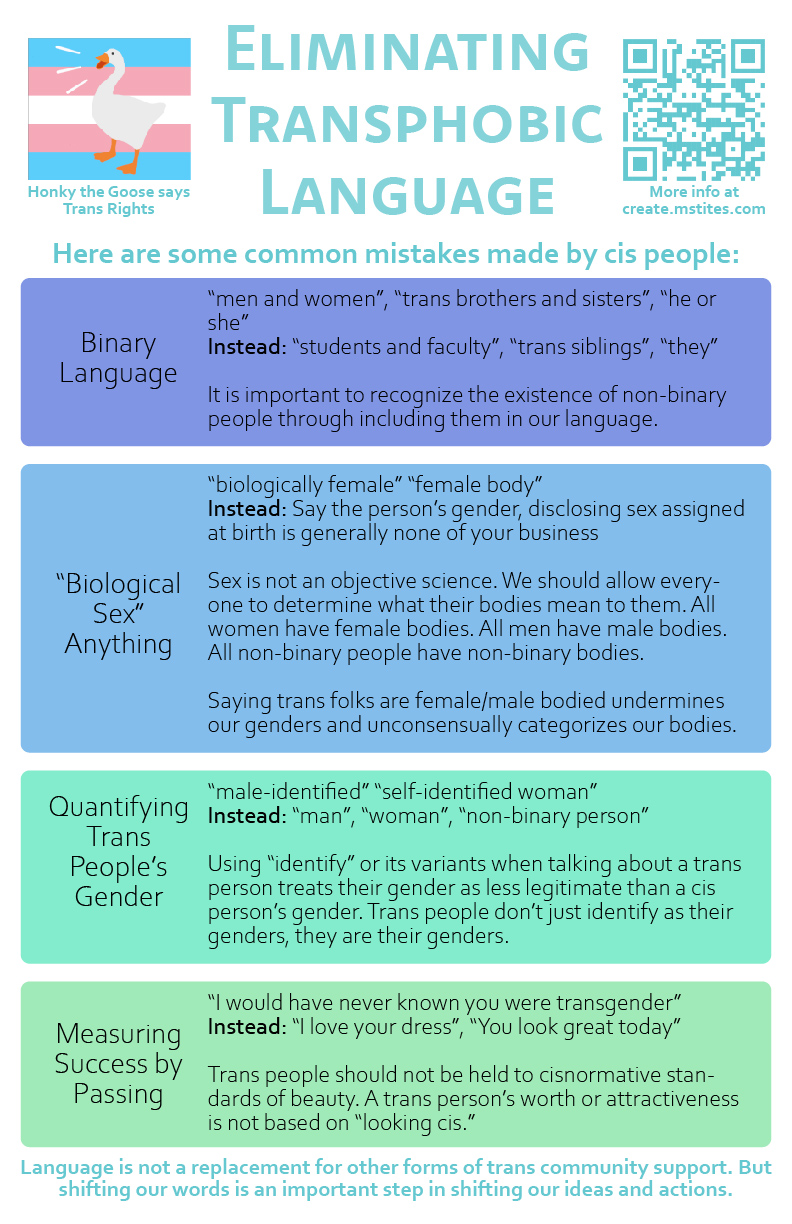 Eliminating
Transphobic
Language
Honky the Goose says
Trans Rights
More info at
create.mstites.com
Here are some common mistakes made by cis people:
Binary
Language
“men and women”, “trans brothers and sisters”, “he or
she”
Instead: “students and faculty”, “trans siblings”, “they”
It is important to recognize the existence of non-binary
people through including them in our language.
“Biological
Sex”
Anything
“biologically female” “female body”
Instead: Say the person’s gender, disclosing sex assigned
at birth is generally none of your business
Sex is not an objective science. We should allow every-
one to determine what their bodies mean to them. All
women have female bodies. All men have male bodies.
All non-binary people have non-binary bodies.
Saying trans folks are female/male bodied undermines
our genders and unconsensually categorizes our bodies.
Quantifying
Trans
People’s
Gender
“male-identified” “self-identified woman”
Instead: “man”, “woman”, “non-binary person”
Using “identify” or its variants when talking about a trans
person treats their gender as less legitimate than a cis
person’s gender. Trans people don’t just identify as their
genders, they are their genders.
Measuring
Success by
Passing
“I would have never known you were transgender”
Instead: “I love your dress”, “You look great today”
Trans people should not be held to cisnormative stan-
dards of beauty. A trans person’s worth or attractiveness
is not based on “looking cis.”
Language is not a replacement for other forms of trans community support. But
shifting our words is an important step in shifting our ideas and actions.